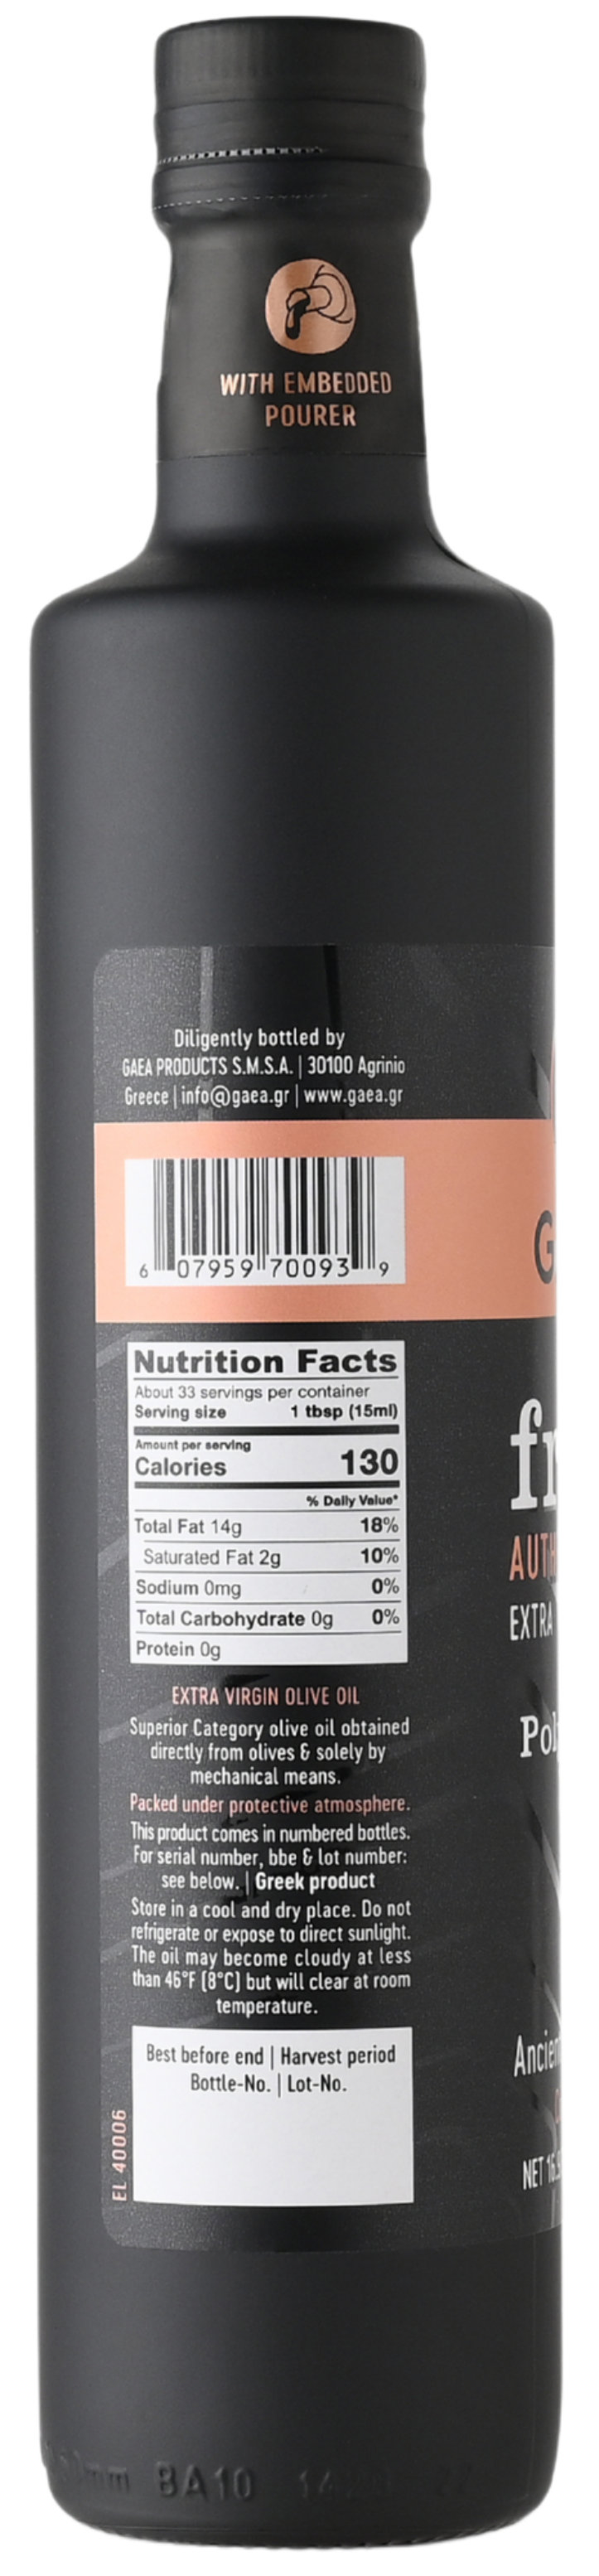 WITH EMBEDDED
POURER
Diligently bottled by
GAEA PRODUCTS S.M.S.A. | 30100 Agrinio
Greece | info@gaea.gr | www.gaea.gr
6 07959 70093 9
Nutrition Facts
About 33 servings per container
Serving size 1 tbsp (15ml)
Amount per serving
Calories 130
% Daily Value*
Total Fat 14g 18%
Saturated Fat 2g 10%
Sodium 0mg 0%
Total Carbohydrate 0g 0%
Protein 0g
EXTRA VIRGIN OLIVE OIL
Superior Category olive oil obtained
directly from olives & solely by
mechanical means.
Packed under protective atmosphere.
This product comes in numbered bottles.
For serial number, bbe & lot number:
see below. | Greek product
Store in a cool and dry place. Do not
refrigerate or expose to direct sunlight.
The oil may become cloudy at less
than 46°F (8°C) but will clear at room
temperature.
Best before end | Harvest period
Bottle-No. | Lot-No.
EL 40006
G
fr
AUTH
EXTRA
Pol
Ancien
NET 16.
BA10